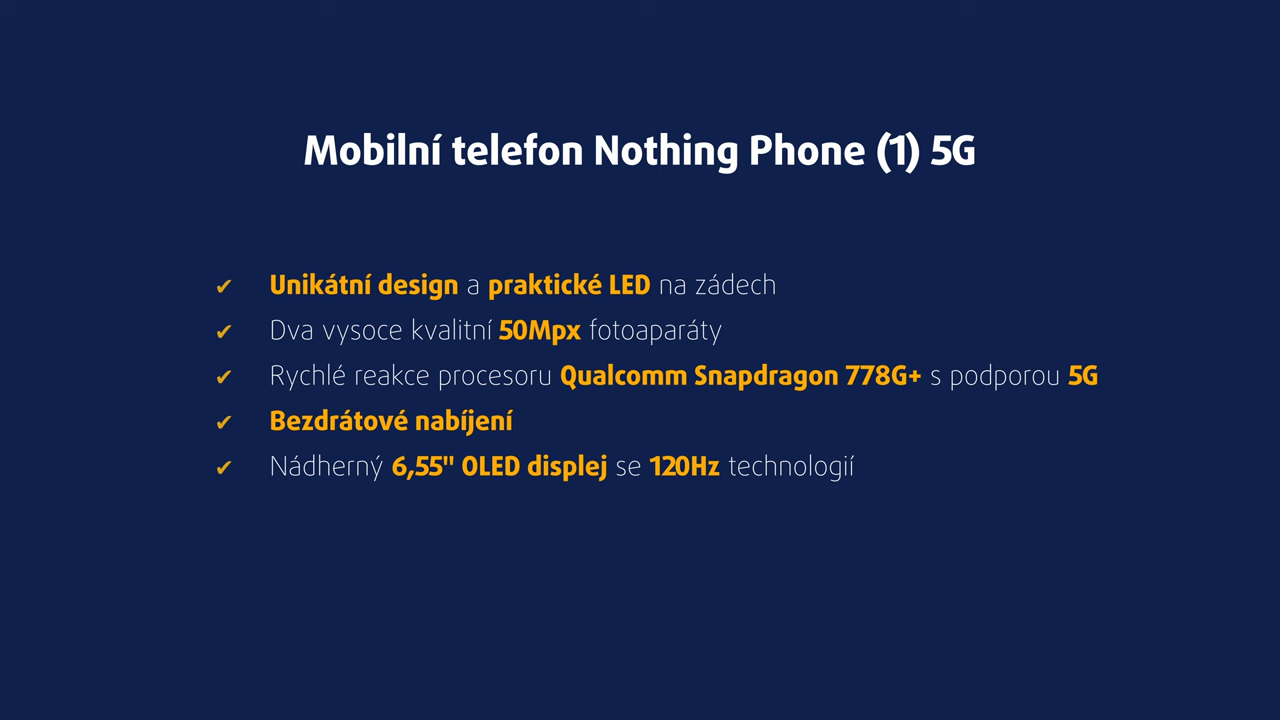 Mobilní telefon Nothing Phone (1) 5G
✔ Unikátní design a praktické LED na zádech
✔ Dva vysoce kvalitní 50Mpx fotoaparáty
✔ Rychlé reakce procesoru Qualcomm Snapdragon 778G+ s podporou 5G
✔ Bezdrátové nabíjení
✔ Nádherný 6,55" OLED displej se 120Hz technologií